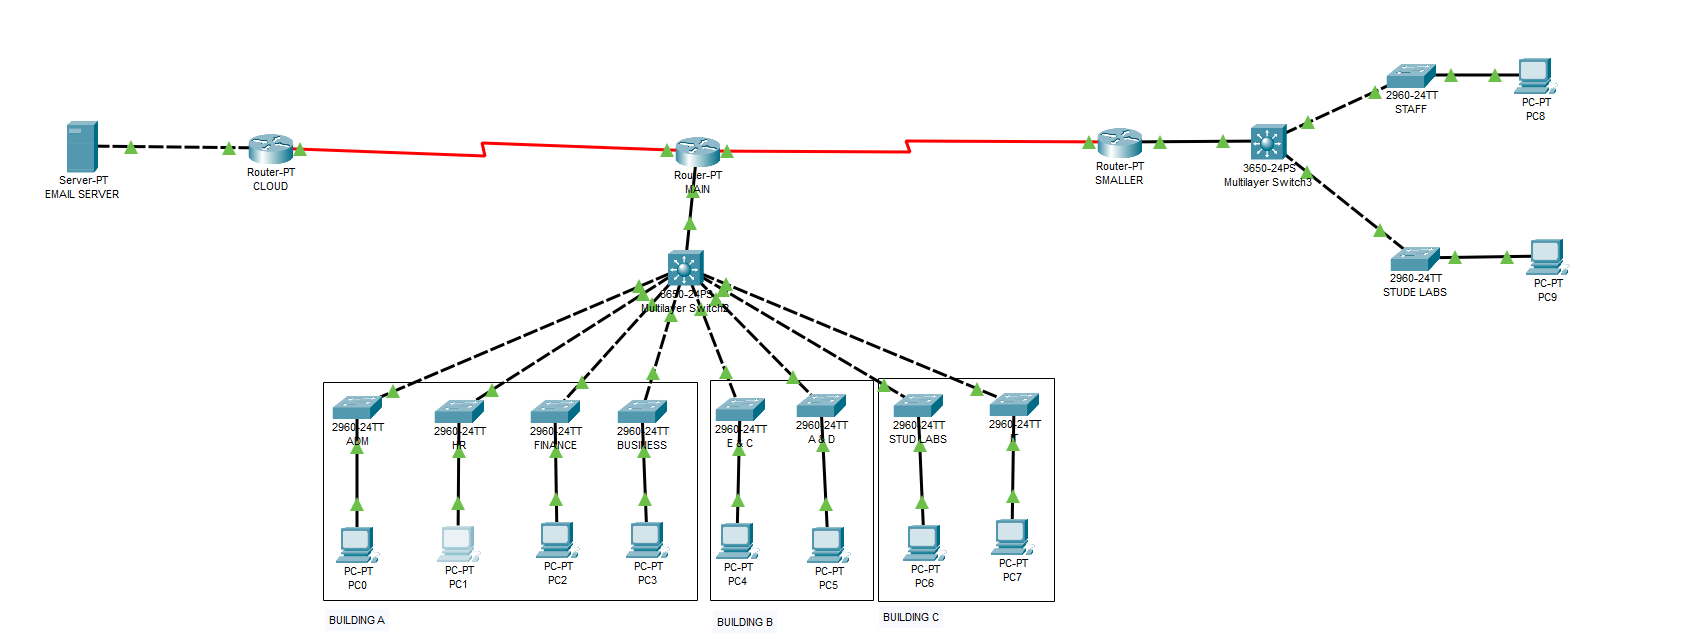 2960-24TT
STAFF
PC-PT
PC8
Server-PT
EMAIL SERVER
Router-PT
CLOUD
Router-PT
MAIN
Router-PT
SMALLER
3650-24PS
Multilayer Switch3
2960-24TT
STUDE LABS
PC-PT
PC9
3650-24PS
Multilayer Switch2
2960-24TT
ADM
2960-24TT
HR
2960-24TT
FINANCE
2960-24TT
BUSINESS
2960-24TT
E & C
2960-24TT
A & D
2960-24TT
STUD LABS
2960-24TT
PC-PT
PC0
PC-PT
PC1
PC-PT
PC2
PC-PT
PC3
PC-PT
PC4
PC-PT
PC5
PC-PT
PC6
PC-PT
PC7
BUILDING A
BUILDING B
BUILDING C